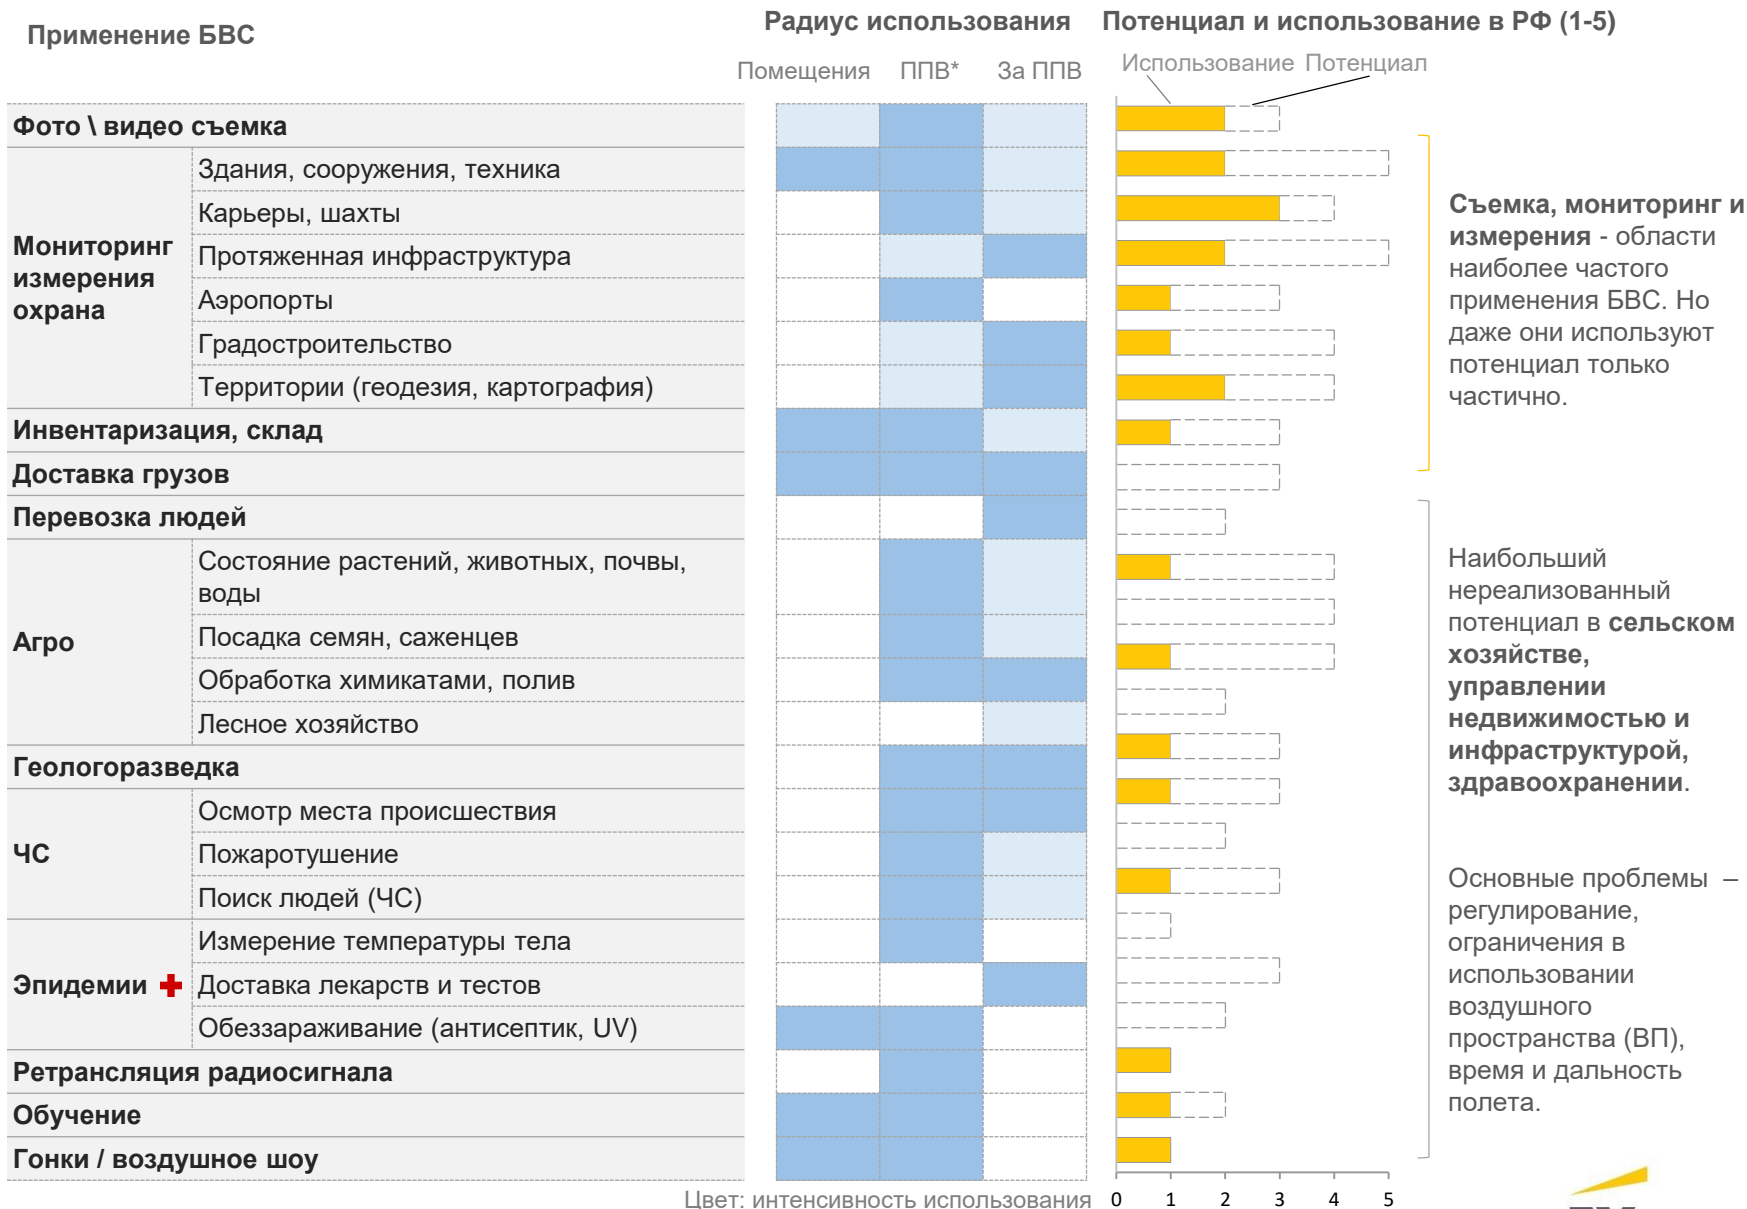 Применение БВС
Радиус использования
Потенциал и использование в РФ (1-5)
Помещения ППВ* За ППВ
Использование Потенциал
Фото \ видео съемка
Мониторинг
измерения
охрана
Здания, сооружения, техника
Карьеры, шахты
Протяженная инфраструктура
Аэропорты
Градостроительство
Территории (геодезия, картография)
Инвентаризация, склад
Доставка грузов
Перевозка людей
Агро
Состояние растений, животных, почвы,
воды
Посадка семян, саженцев
Обработка химикатами, полив
Лесное хозяйство
Геологоразведка
ЧС
Осмотр места происшествия
Пожаротушение
Поиск людей (ЧС)
Эпидемии
Измерение температуры тела
Доставка лекарств и тестов
Обеззараживание (антисептик, UV)
Ретрансляция радиосигнала
Обучение
Гонки / воздушное шоу
Цвет: интенсивность использования
0 1 2 3 4 5
Съемка, мониторинг и
измерения - области
наиболее частого
применения БВС. Но
даже они используют
потенциал только
частично.
Наибольший
нереализованный
потенциал в сельском
хозяйстве,
управлении
недвижимостью и
инфраструктурой,
здравоохранении.
Основные проблемы –
регулирование,
ограничения в
использовании
воздушного
пространства (ВП),
время и дальность
полета.